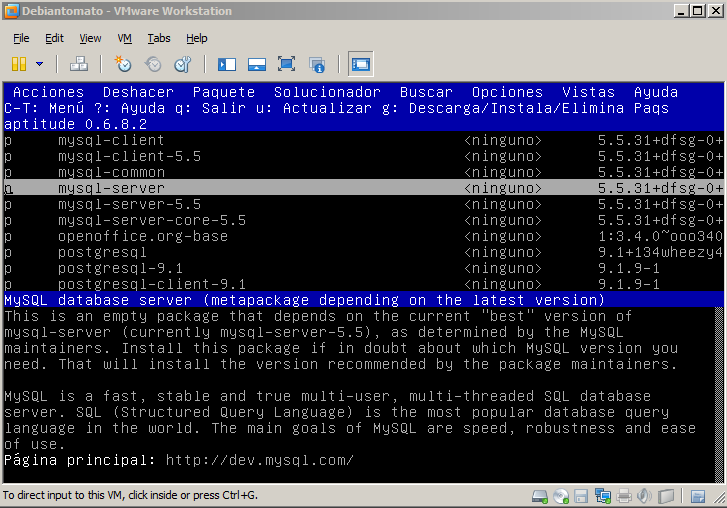 Debiantomato - VMware Workstation
File Edit View VM Tabs Help
Acciones Deshacer Paquete Solucionador Buscar Opciones Vistas Ayuda
C-T: Menú ?: Ayuda q: Salir u: Actualizar g: Descarga/Instala/Elimina Paqs
aptitude 0.6.8.2
p mysql-client <ninguno> 5.5.31+dfsg-0+
p mysql-client-5.5 <ninguno> 5.5.31+dfsg-0+
p mysql-common <ninguno> 5.5.31+dfsg-0+
p mysql-server <ninguno> 5.5.31+dfsg-0+
p mysql-server-5.5 <ninguno> 5.5.31+dfsg-0+
p mysql-server-core-5.5 <ninguno> 5.5.31+dfsg-0+
p openoffice.org-base <ninguno> 1:3.4.0~ooo340
p postgresql <ninguno> 9.1+134wheezy4
p postgresql-9.1 <ninguno> 9.1.9-1
p postgresql-client-9.1 <ninguno> 9.1.9-1
MySQL database server (metapackage depending on the latest version)
This is an empty package that depends on the current "best" version of
mysql-server (currently mysql-server-5.5), as determined by the MySQL
maintainers. Install this package if in doubt about which MySQL version you
need. That will install the version recommended by the package maintainers.
MySQL is a fast, stable and true multi-user, multi-threaded SQL database
server. SQL (Structured Query Language) is the most popular database query
language in the world. The main goals of MySQL are speed, robustness and ease
of use.
Página principal: http://dev.mysql.com/
To direct input to this VM, click inside or press Ctrl+G.